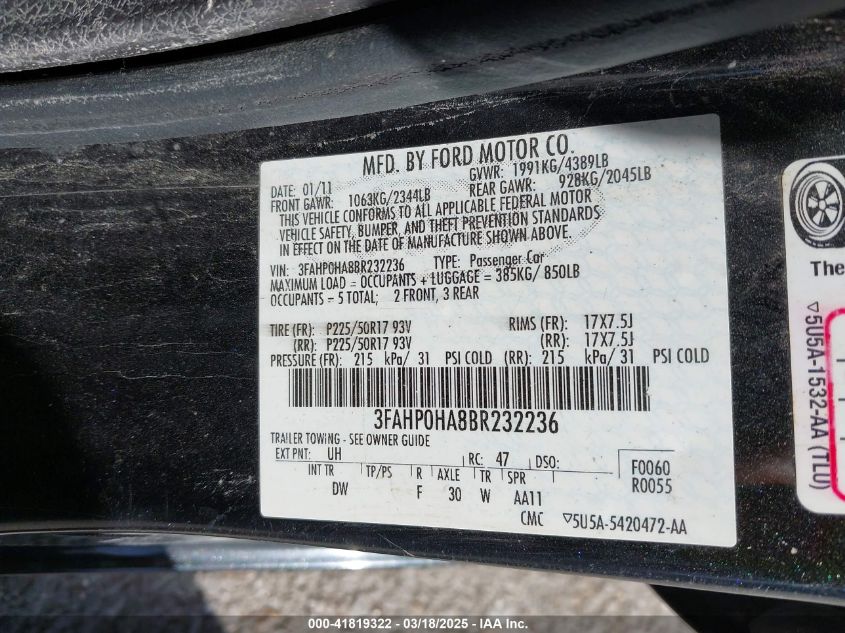 MFD. BY FORD MOTOR CO.
DATE: 01/11 GVWR: 1991KG/4389LB
FRONT GAWR: 1063KG/2344LB REAR GAWR: 928KG/2045LB
THIS VEHICLE CONFORMS TO ALL APPLICABLE FEDERAL MOTOR
VEHICLE SAFETY, BUMPER, AND THEFT PREVENTION STANDARDS
IN EFFECT ON THE DATE OF MANUFACTURE SHOWN ABOVE.
VIN: 3FAHP0HA8BR232236 TYPE: Passenger Car
MAXIMUM LOAD = OCCUPANTS + LUGGAGE = 385KG/ 850LB
OCCUPANTS = 5 TOTAL; 2 FRONT, 3 REAR
TIRE (FR): P225/50R17 93V RIMS (FR): 17X7.5J
(RR): P225/50R17 93V (RR): 17X7.5J
PRESSURE (FR): 215 kPa/ 31 PSI COLD (RR): 215 kPa/ 31 PSI COLD
3FAHP0HA8BR232236
TRAILER TOWING - SEE OWNER GUIDE
EXT PNT: UH RC: 47 DSO: F0060
R0055
INT TR TP/PS R AXLE TR SPR
DW F 30 W AA11
CMC ▽5U5A-5420472-AA
The
▽5U5A-1532-AA (TLU)
000-41819322 — 03/18/2025 — IAA Inc.